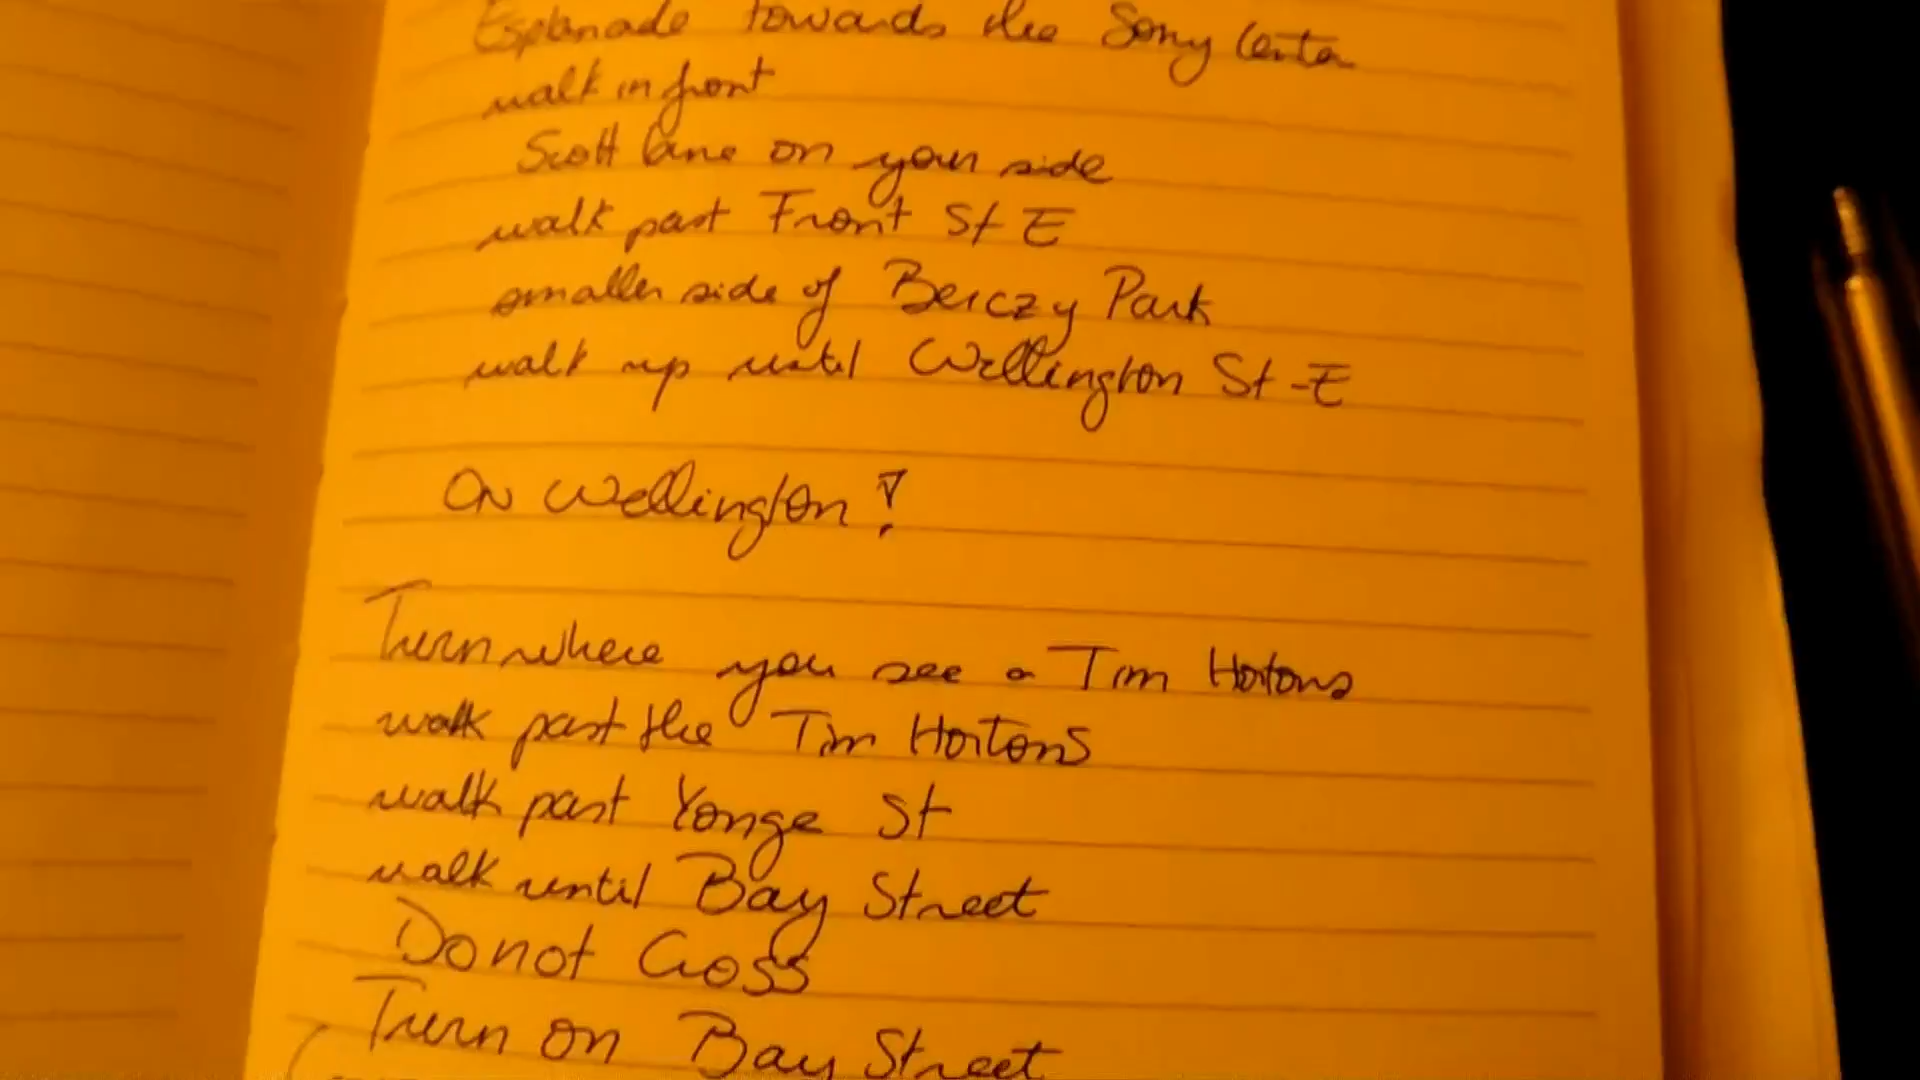 Esplanade towards the Sony Center
walk in front
Scott lane on your side
walk past Front St E
smaller side of Berczy Park
walk up until Wellington St-E
On Wellington!
Turn where you see a Tim Hortons
walk past the Tim Hortons
walk past Yonge St
walk until Bay Street
Do not Cross
Turn on Bay Street